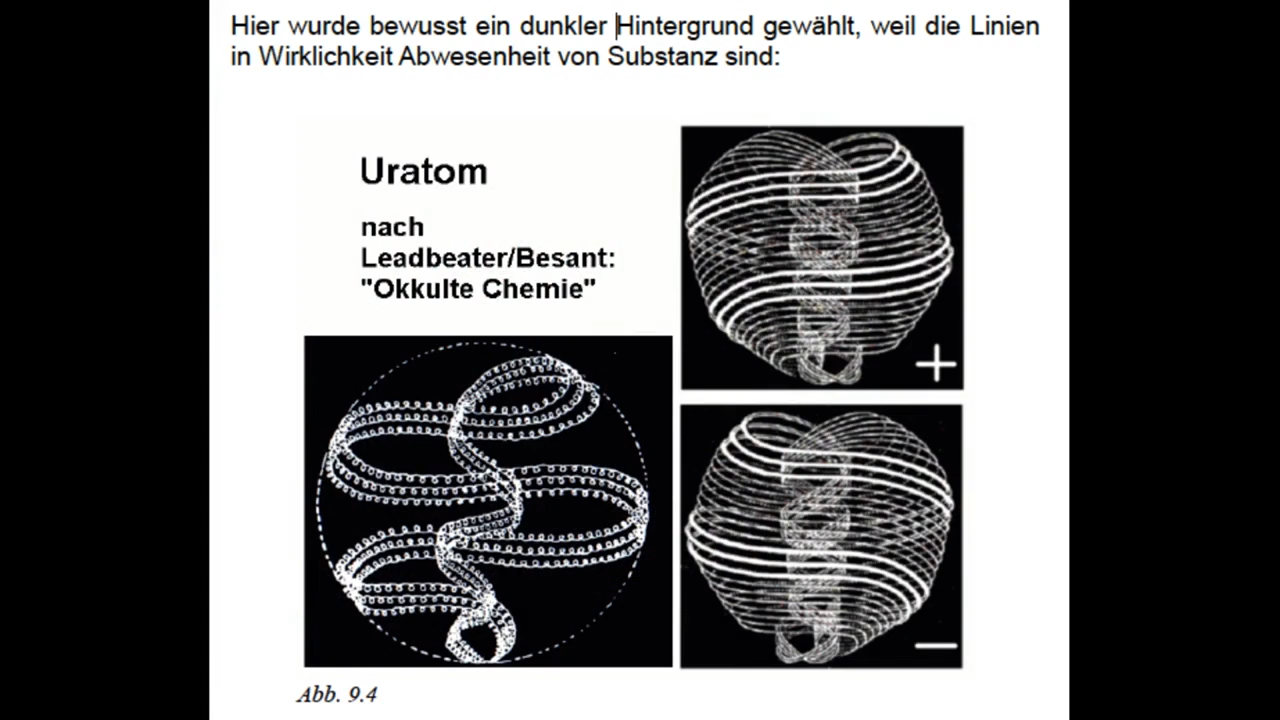 Hier wurde bewusst ein dunkler Hintergrund gewählt, weil die Linien
in Wirklichkeit Abwesenheit von Substanz sind:
Uratom
nach
Leadbeater/Besant:
"Okkulte Chemie"
+
−
Abb. 9.4